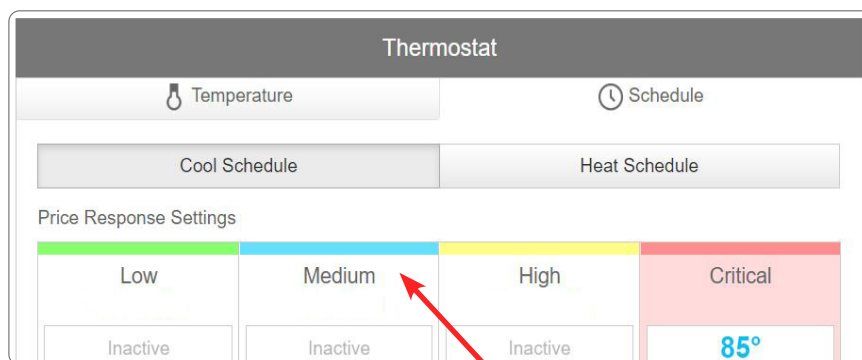 Thermostat
Temperature Schedule
Cool Schedule Heat Schedule
Price Response Settings
Low Medium High Critical
Inactive Inactive Inactive 85°